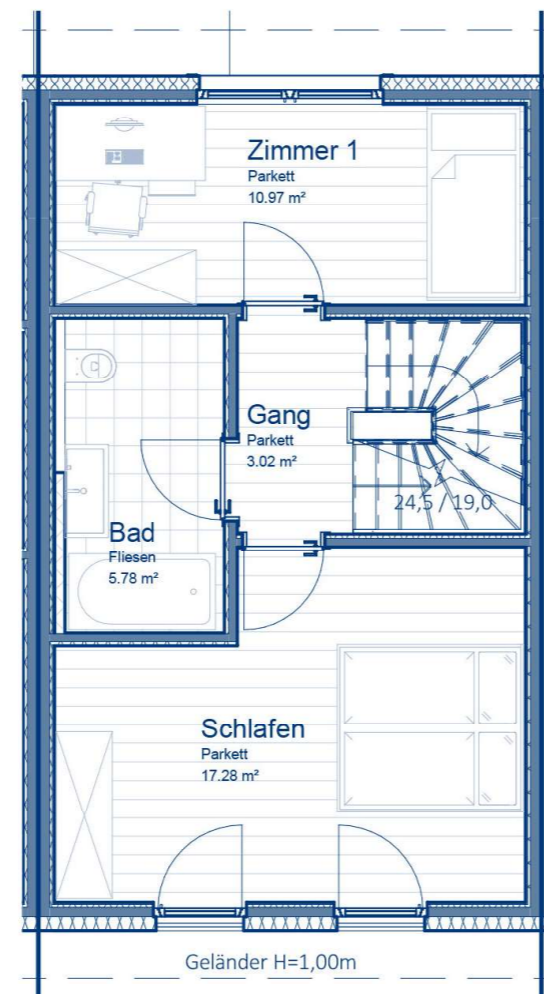 Zimmer 1
Parkett
10.97 m²
Gang
Parkett
3.02 m²
24,5 / 19,0
Bad
Fliesen
5.78 m²
Schlafen
Parkett
17.28 m²
Geländer H=1,00m